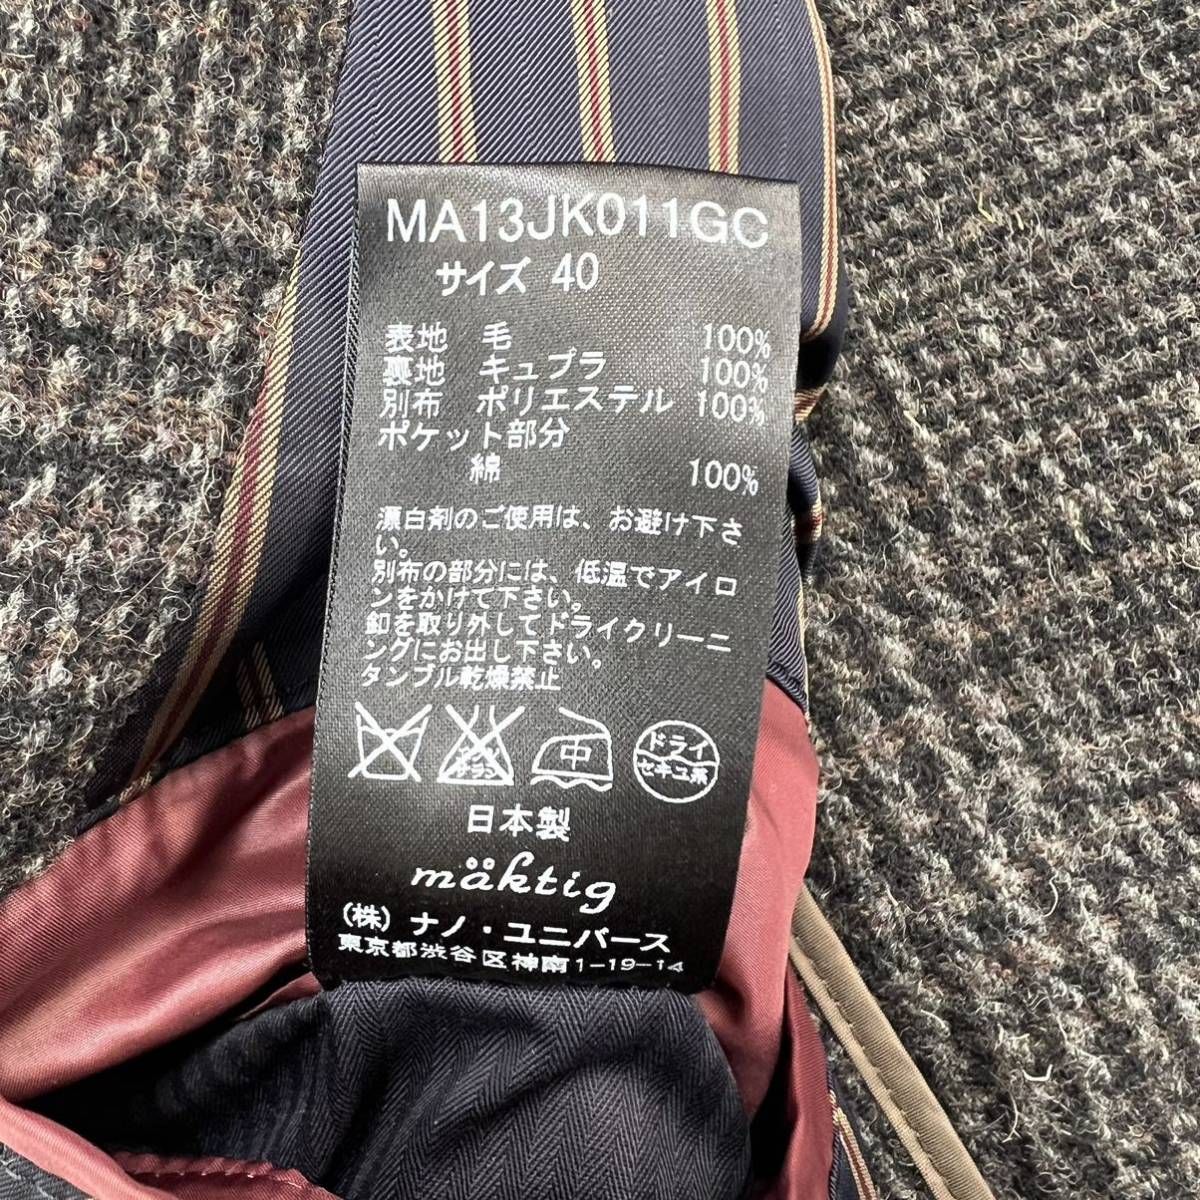 MA13JK011GC
サイズ 40
表地 毛 100%
裏地 キュプラ 100%
別布 ポリエステル 100%
ポケット部分
綿 100%
漂白剤のご使用は、お避け下さ
い。
別布の部分には、低温でアイロ
ンをかけて下さい。
釦を取り外してドライクリーニ
ングにお出し下さい。
タンブル乾燥禁止
エンソ サラシ 中 ドライ
セキユ系
日本製
mäktig
(株) ナノ・ユニバース
東京都渋谷区神南1-19-14